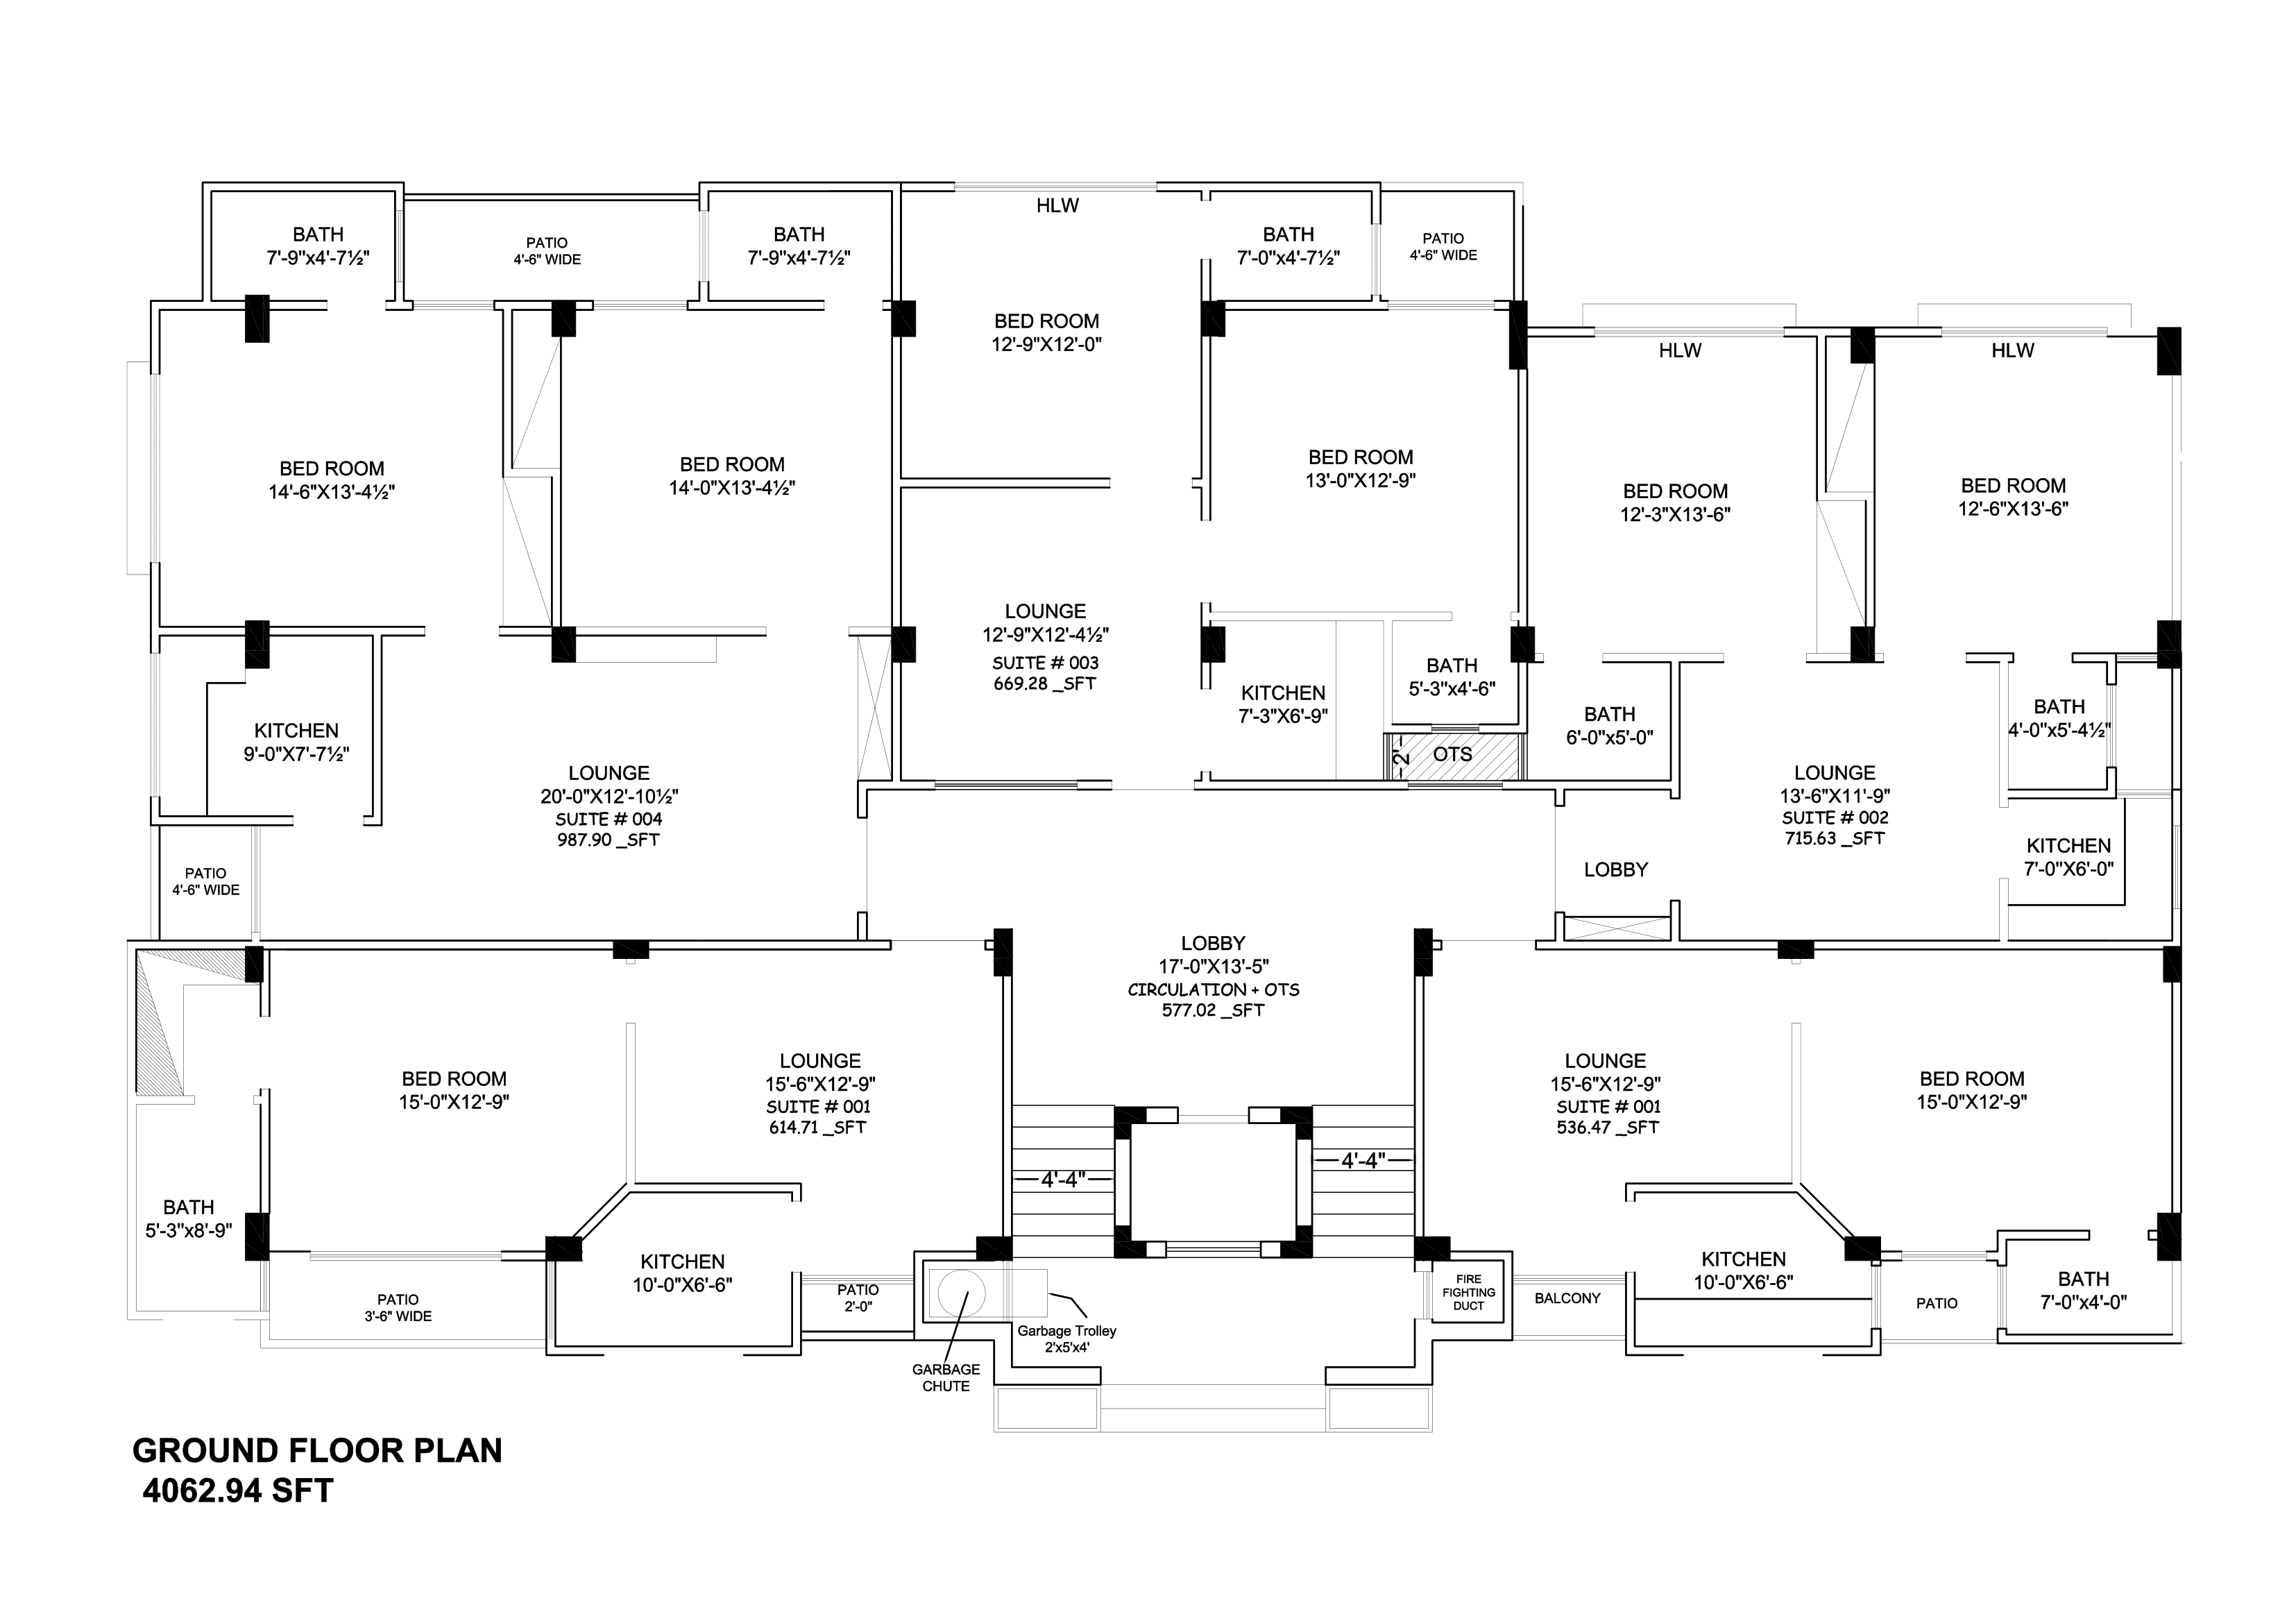 HLW
BATH
7'-9"x4'-7½"
PATIO
4'-6" WIDE
BATH
7'-9"x4'-7½"
BATH
7'-0"x4'-7½"
PATIO
4'-6" WIDE
BED ROOM
12'-9"X12'-0"
HLW
HLW
BED ROOM
14'-6"X13'-4½"
BED ROOM
14'-0"X13'-4½"
BED ROOM
13'-0"X12'-9"
BED ROOM
12'-3"X13'-6"
BED ROOM
12'-6"X13'-6"
LOUNGE
12'-9"X12'-4½"
SUITE # 003
669.28 _SFT
KITCHEN
7'-3"X6'-9"
BATH
5'-3"x4'-6"
BATH
6'-0"x5'-0"
BATH
4'-0"x5'-4½"
KITCHEN
9'-0"X7'-7½"
2'
OTS
LOUNGE
20'-0"X12'-10½"
SUITE # 004
987.90 _SFT
LOUNGE
13'-6"X11'-9"
SUITE # 002
715.63 _SFT
KITCHEN
7'-0"X6'-0"
LOBBY
PATIO
4'-6" WIDE
LOBBY
17'-0"X13'-5"
CIRCULATION + OTS
577.02 _SFT
BED ROOM
15'-0"X12'-9"
LOUNGE
15'-6"X12'-9"
SUITE # 001
614.71 _SFT
LOUNGE
15'-6"X12'-9"
SUITE # 001
536.47 _SFT
BED ROOM
15'-0"X12'-9"
4'-4"
4'-4"
BATH
5'-3"x8'-9"
KITCHEN
10'-0"X6'-6"
KITCHEN
10'-0"X6'-6"
PATIO
3'-6" WIDE
PATIO
2'-0"
FIRE
FIGHTING
DUCT
BALCONY
PATIO
BATH
7'-0"x4'-0"
Garbage Trolley
2'x5'x4'
GARBAGE
CHUTE
GROUND FLOOR PLAN
4062.94 SFT